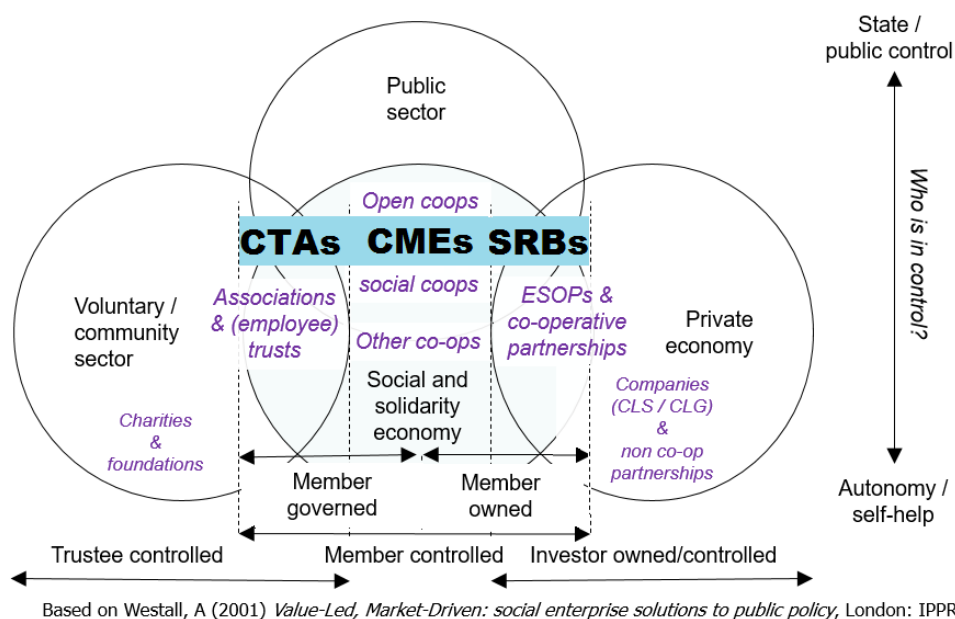 State /
public control
Public
sector
Who is in control?
Open coops
CTAs CMEs SRBs
social coops
Associations
& (employee)
trusts
ESOPs &
co-operative
partnerships
Voluntary /
community
sector
Other co-ops
Private
economy
Social and
solidarity
economy
Charities
&
foundations
Companies
(CLS / CLG)
&
non co-op
partnerships
Member
governed
Member
owned
Autonomy /
self-help
Trustee controlled
Member controlled
Investor owned/controlled
Based on Westall, A (2001) Value-Led, Market-Driven: social enterprise solutions to public policy, London: IPPR